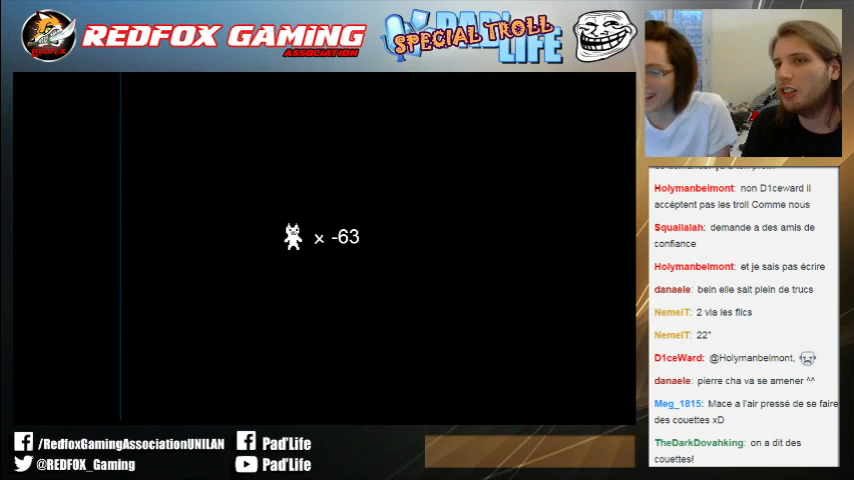 REDFOX GAMING
ASSOCIATION
PAD'LIFE
SPECIAL TROLL
REDFOX
x -63
Holymanbelmont: non D1ceward il
accéptent pas les troll Comme nous
Squallalah: demande a des amis de
confiance
Holymanbelmont: et je sais pas écrire
danaele: bein elle sait plein de trucs
NemeIT: 2 via les flics
NemeIT: 22*
D1ceWard: @Holymanbelmont,
danaele: pierre cha va se amener ^^
Meg_1815: Mace a l'air pressé de se faire
des couettes xD
TheDarkDovahking: on a dit des
couettes!
/RedfoxGamingAssociationUNILAN
Pad'Life
@REDFOX_Gaming
Pad'Life